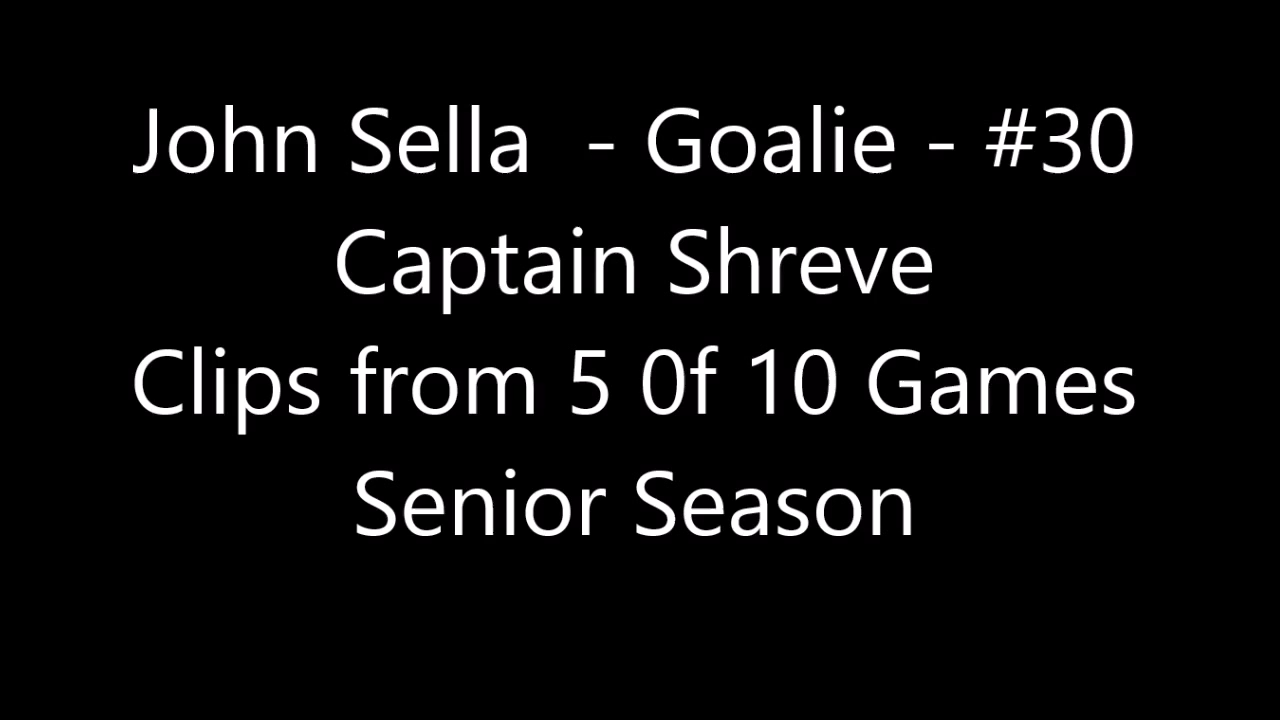 John Sella  - Goalie - #30
Captain Shreve
Clips from 5 0f 10 Games
Senior Season